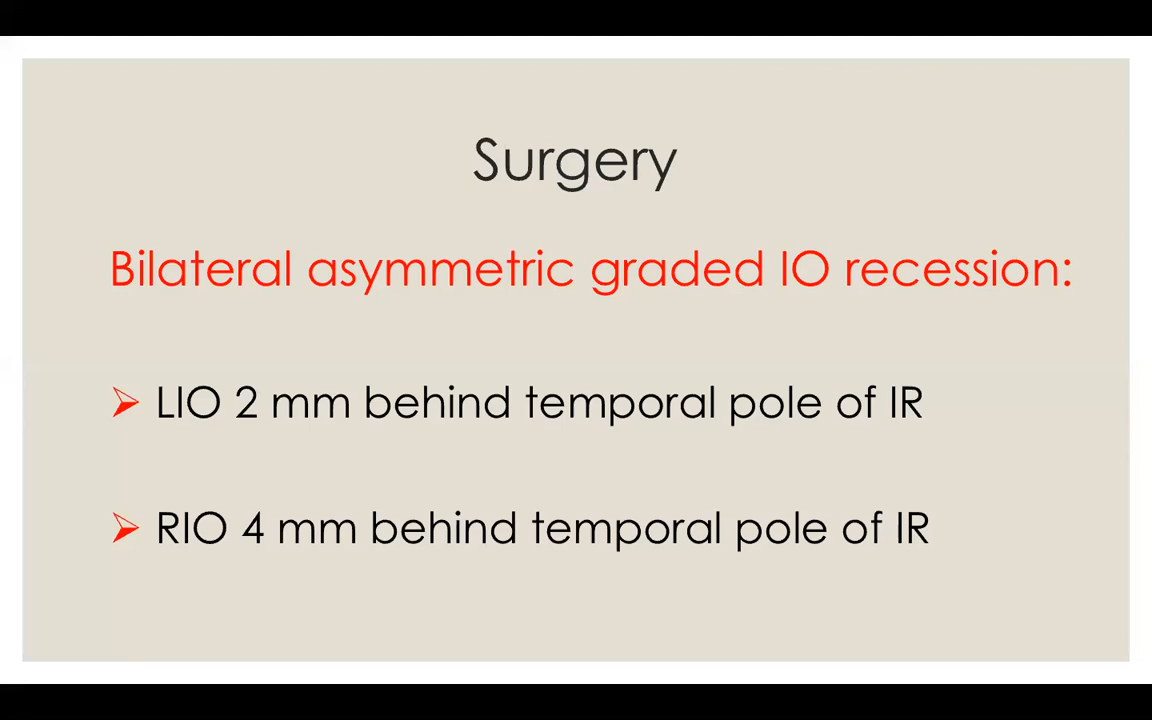 Surgery
Bilateral asymmetric graded IO recession:
➢ LIO 2 mm behind temporal pole of IR
➢ RIO 4 mm behind temporal pole of IR